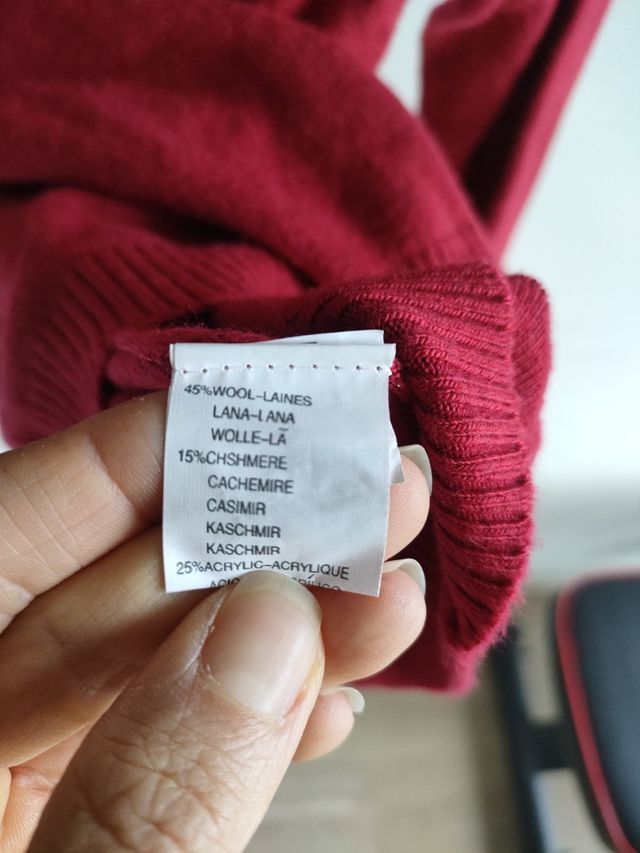 45%WOOL-LAINES
LANA-LANA
WOLLE-LÃ
15%CHSHMERE
CACHEMIRE
CASIMIR
KASCHMIR
KASCHMIR
25%ACRYLIC-ACRYLIQUE